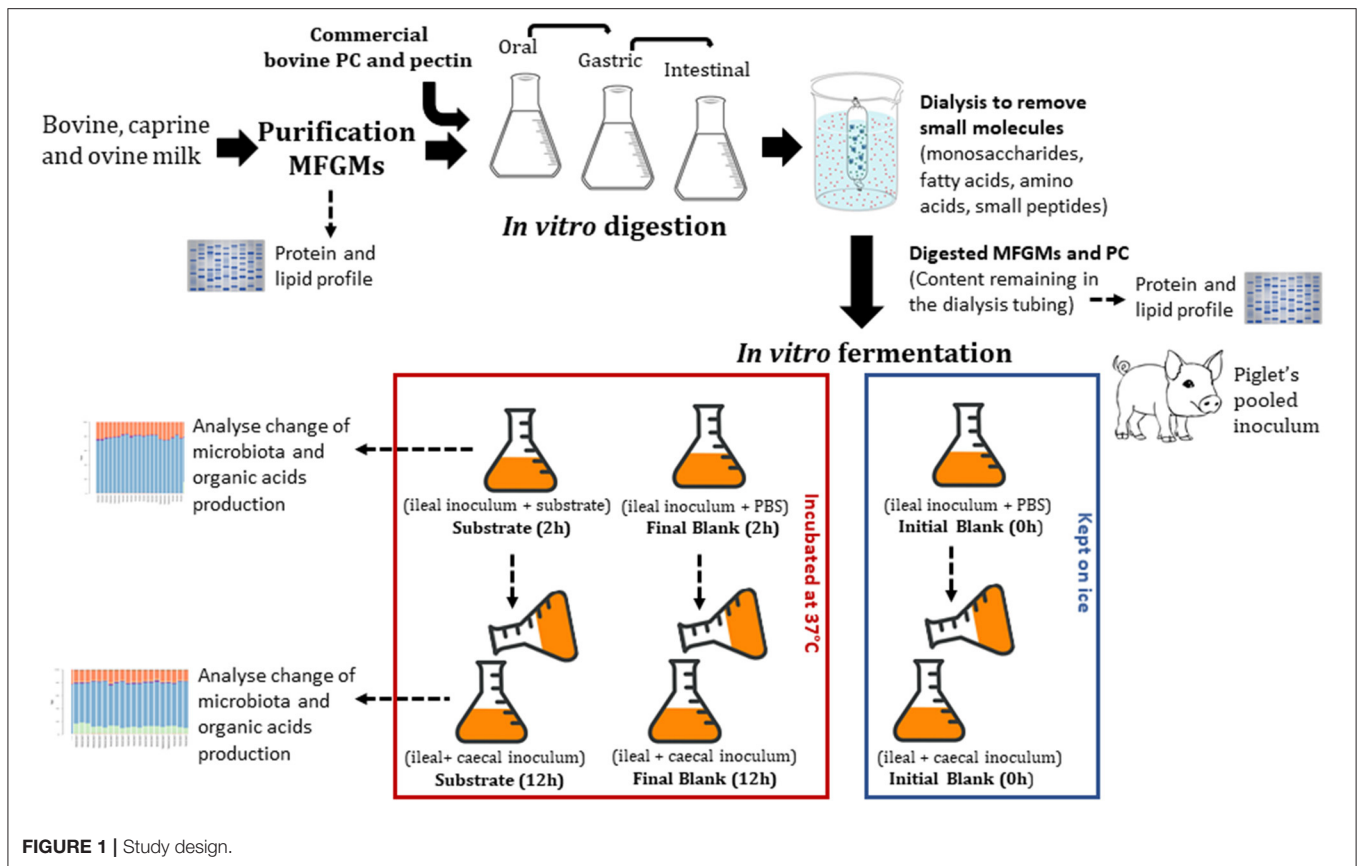 Commercial
bovine PC and pectin
Oral
Gastric
Intestinal
Bovine, caprine
and ovine milk
Purification
MFGMs
In vitro digestion
Dialysis to remove
small molecules
(monosaccharides,
fatty acids, amino
acids, small peptides)
Protein and
lipid profile
Digested MFGMs and PC
(Content remaining in
the dialysis tubing)
Protein and
lipid profile
In vitro fermentation
Piglet's
pooled
inoculum
Analyse change of
microbiota and
organic acids
production
(ileal inoculum + substrate)
Substrate (2h)
(ileal inoculum + PBS)
Final Blank (2h)
(ileal inoculum + PBS)
Initial Blank (0h)
Incubated at 37°C
Kept on ice
Analyse change of
microbiota and
organic acids
production
(ileal+ caecal inoculum)
Substrate (12h)
(ileal + caecal inoculum)
Final Blank (12h)
(ileal + caecal inoculum)
Initial Blank (0h)
FIGURE 1 | Study design.